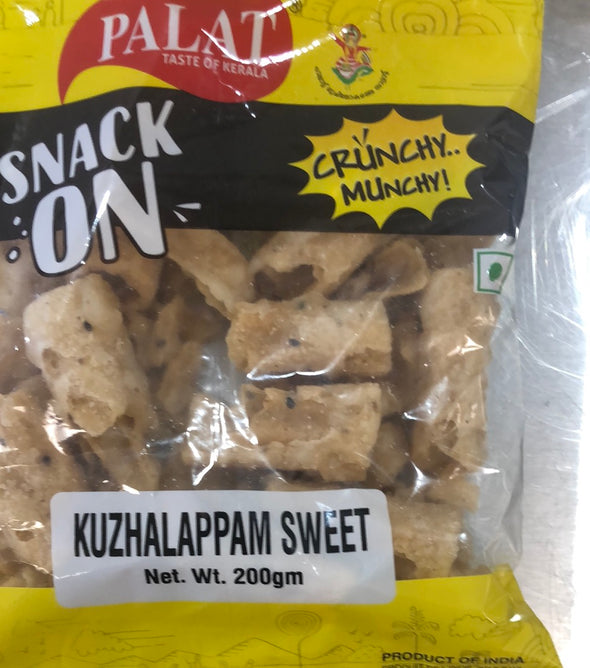 PALAT
TASTE OF KERALA
SNACK
ON
CRUNCHY..
MUNCHY!
KUZHALAPPAM SWEET
Net. Wt. 200gm
PRODUCT OF INDIA